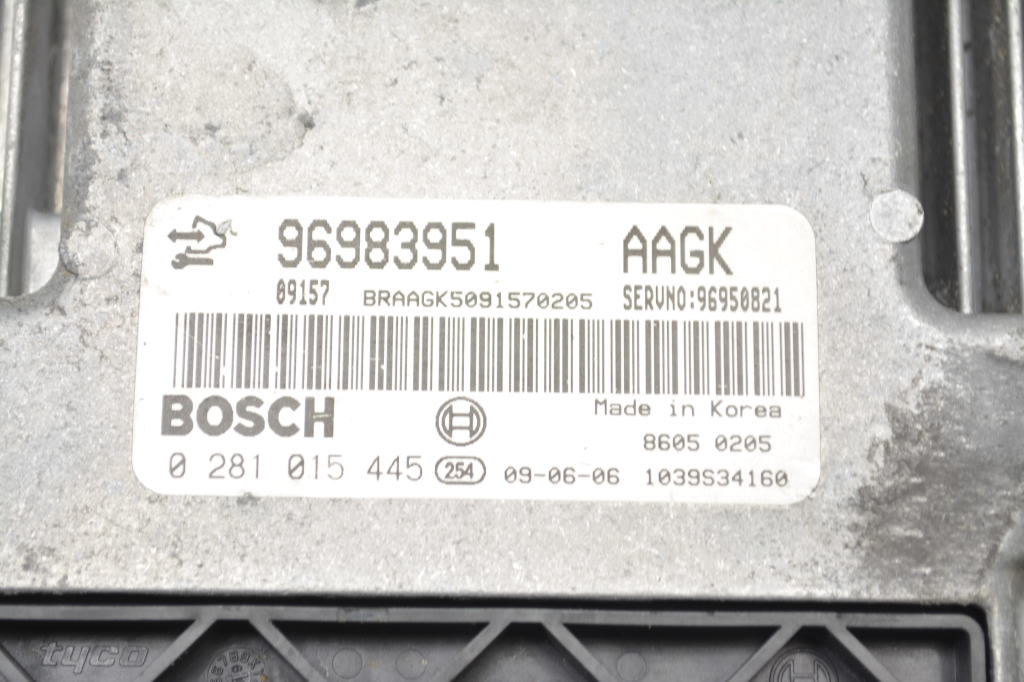 96983951 AAGK
09157 BRAAGK5091570205 SERVNO:96950821
BOSCH Made in Korea
8605 0205
0 281 015 445 254 09-06-06 1039S34160
tyco